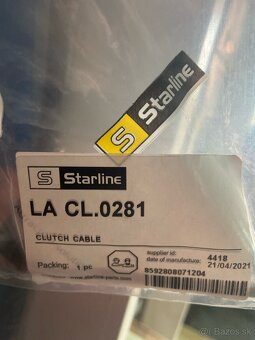 S Starline
S Starline
LA CL.0281
CLUTCH CABLE
supplier id: 4418
date of manufacture: 21/04/2021
Packing: 1 pc
8592808071204
www.starline-parts.com
Bazos.sk